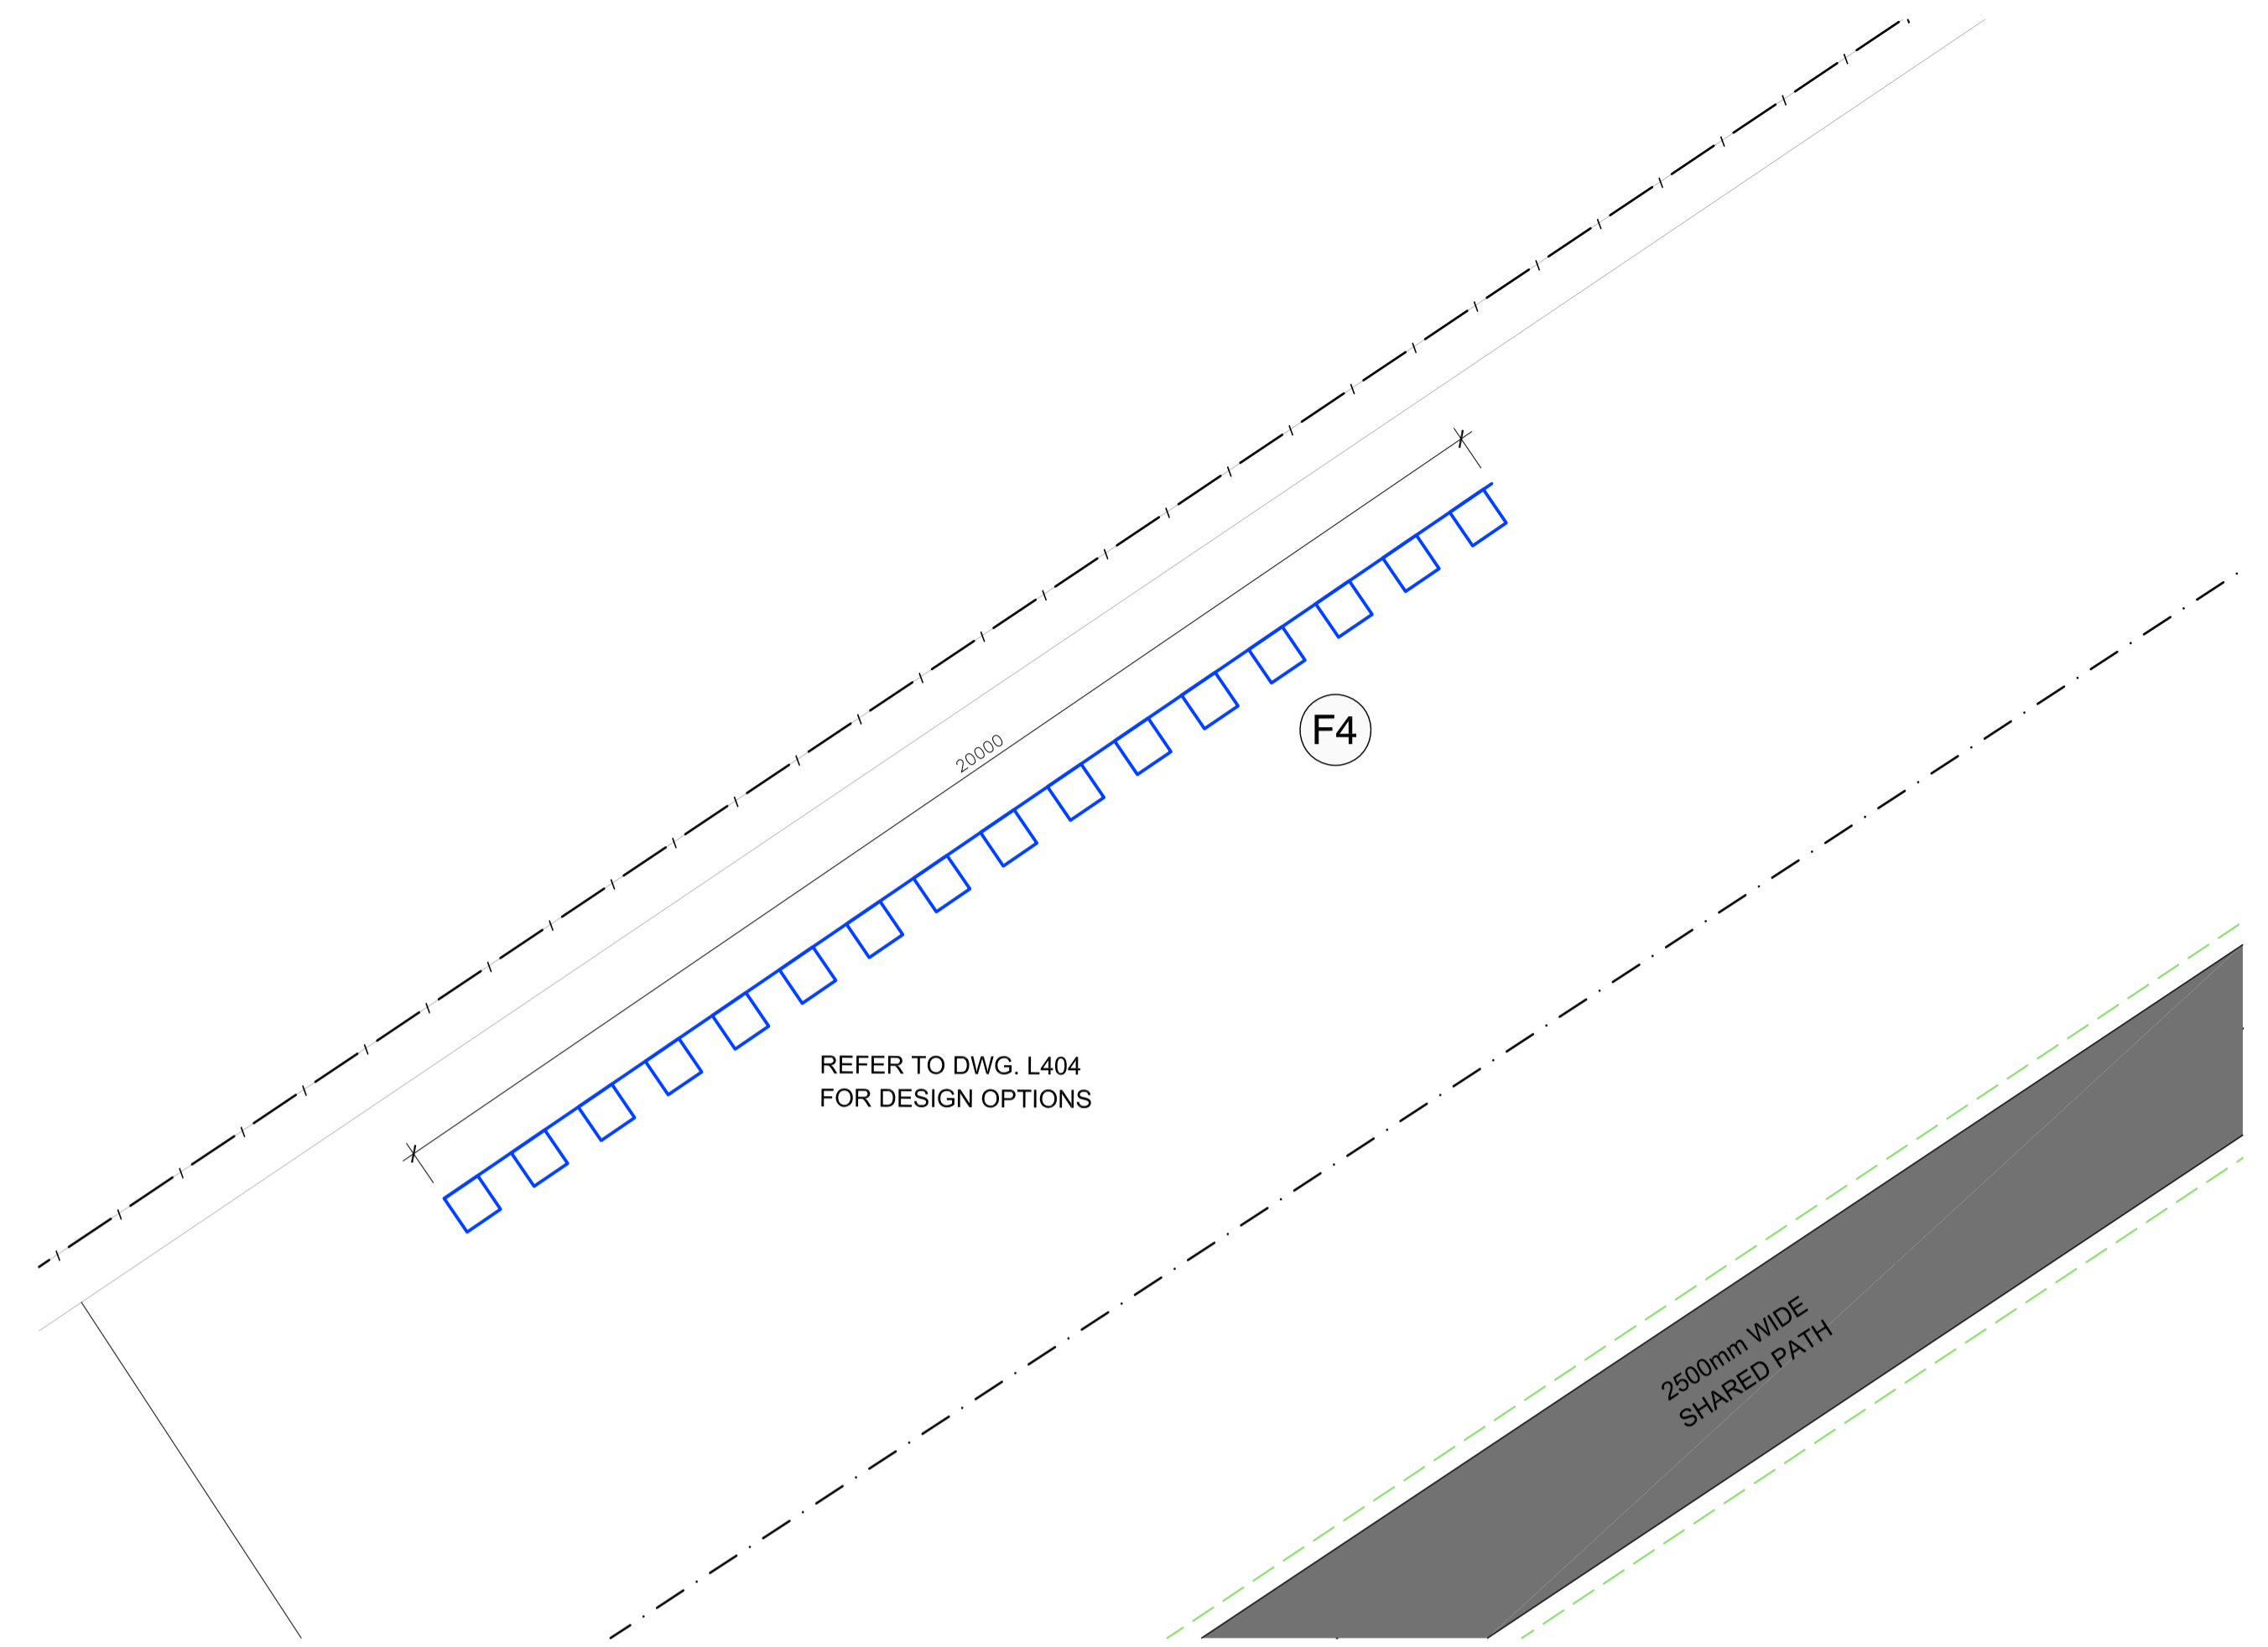 20000
F4
REFER TO DWG. L404
FOR DESIGN OPTIONS
2500mm WIDE
SHARED PATH